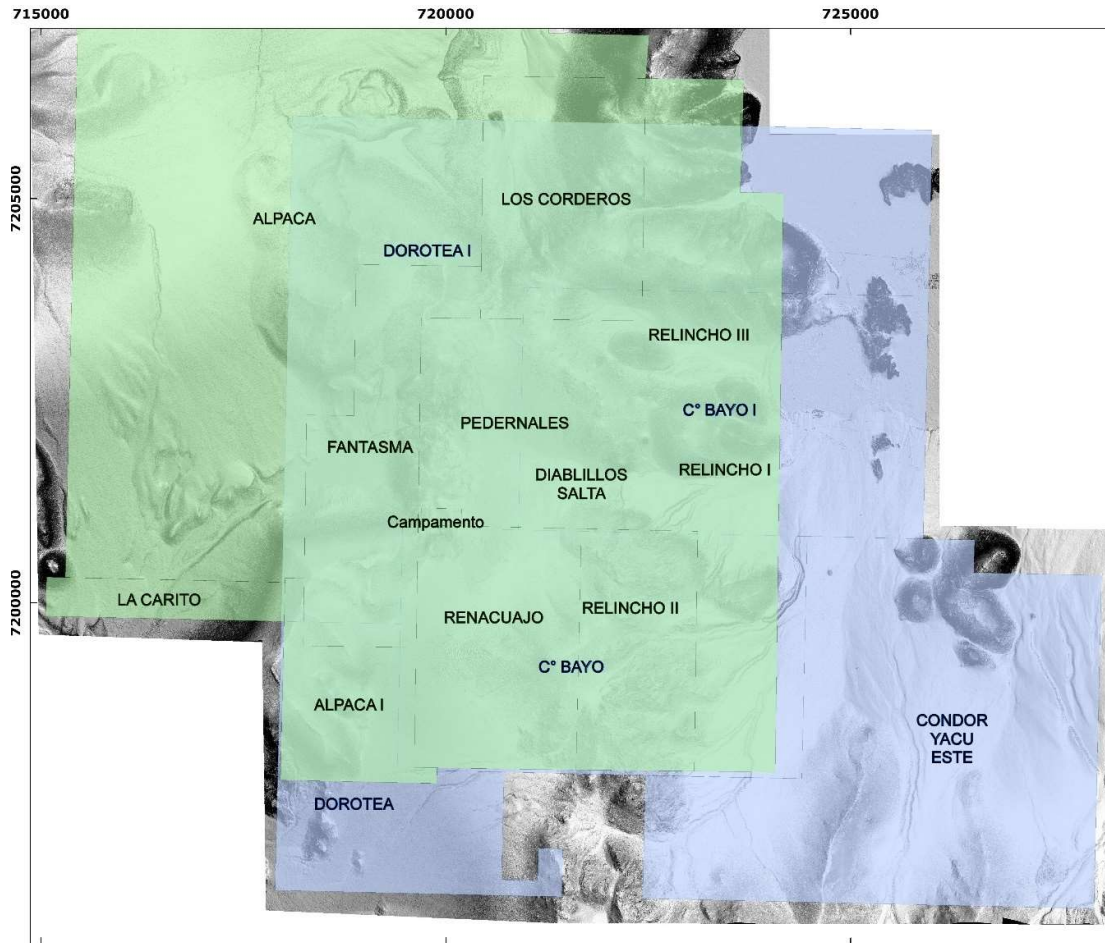 715000
720000
725000
7205000
LOS CORDEROS
ALPACA
DOROTEA I
RELINCHO III
C° BAYO I
PEDERNALES
FANTASMA
RELINCHO I
DIABLILLOS
SALTA
Campamento
7200000
LA CARITO
RENACUAJO
RELINCHO II
C° BAYO
ALPACA I
CONDOR
YACU
ESTE
DOROTEA